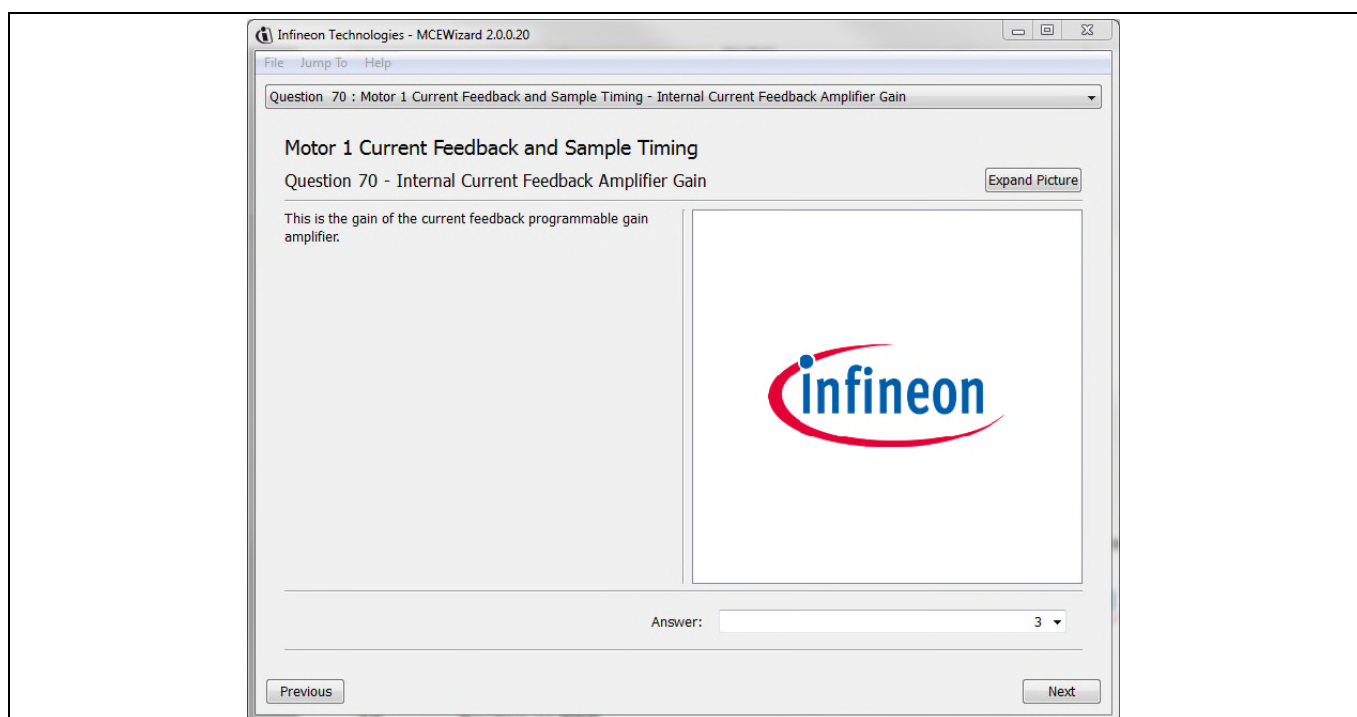 Infineon Technologies - MCEWizard 2.0.0.20
File Jump To Help
Question 70 : Motor 1 Current Feedback and Sample Timing - Internal Current Feedback Amplifier Gain
Motor 1 Current Feedback and Sample Timing
Question 70 - Internal Current Feedback Amplifier Gain
Expand Picture
This is the gain of the current feedback programmable gain
amplifier.
infineon
Answer: 3
Previous Next